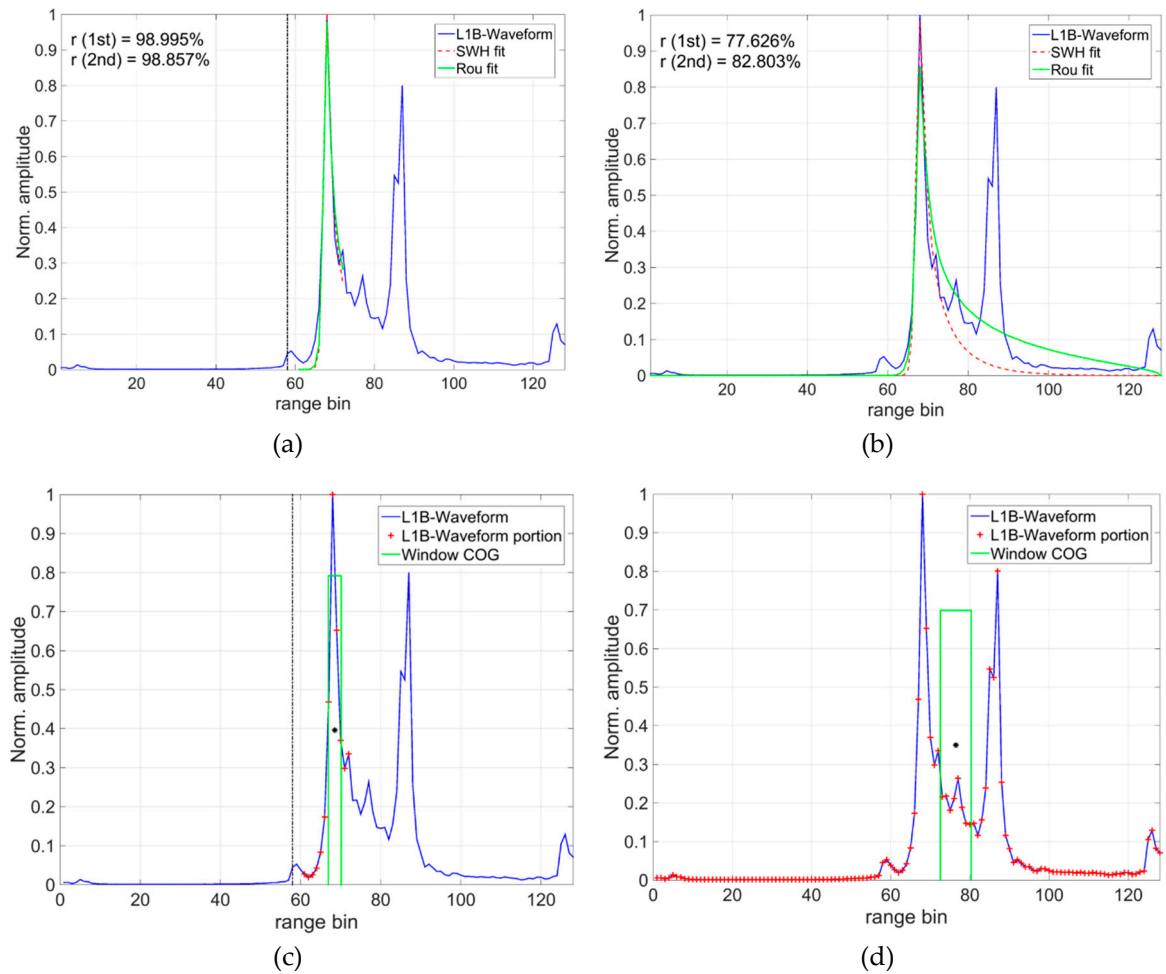 r (1st) = 98.995%
r (2nd) = 98.857%
L1B-Waveform
SWH fit
Rou fit
Norm. amplitude
1
0.9
0.8
0.7
0.6
0.5
0.4
0.3
0.2
0.1
0
20 40 60 80 100 120
range bin
(a)
r (1st) = 77.626%
r (2nd) = 82.803%
L1B-Waveform
SWH fit
Rou fit
Norm. amplitude
1
0.9
0.8
0.7
0.6
0.5
0.4
0.3
0.2
0.1
0
20 40 60 80 100 120
range bin
(b)
L1B-Waveform
L1B-Waveform portion
Window COG
Norm. amplitude
1
0.9
0.8
0.7
0.6
0.5
0.4
0.3
0.2
0.1
0
0 20 40 60 80 100 120
range bin
(c)
L1B-Waveform
L1B-Waveform portion
Window COG
Norm. amplitude
1
0.9
0.8
0.7
0.6
0.5
0.4
0.3
0.2
0.1
0
0 20 40 60 80 100 120
range bin
(d)